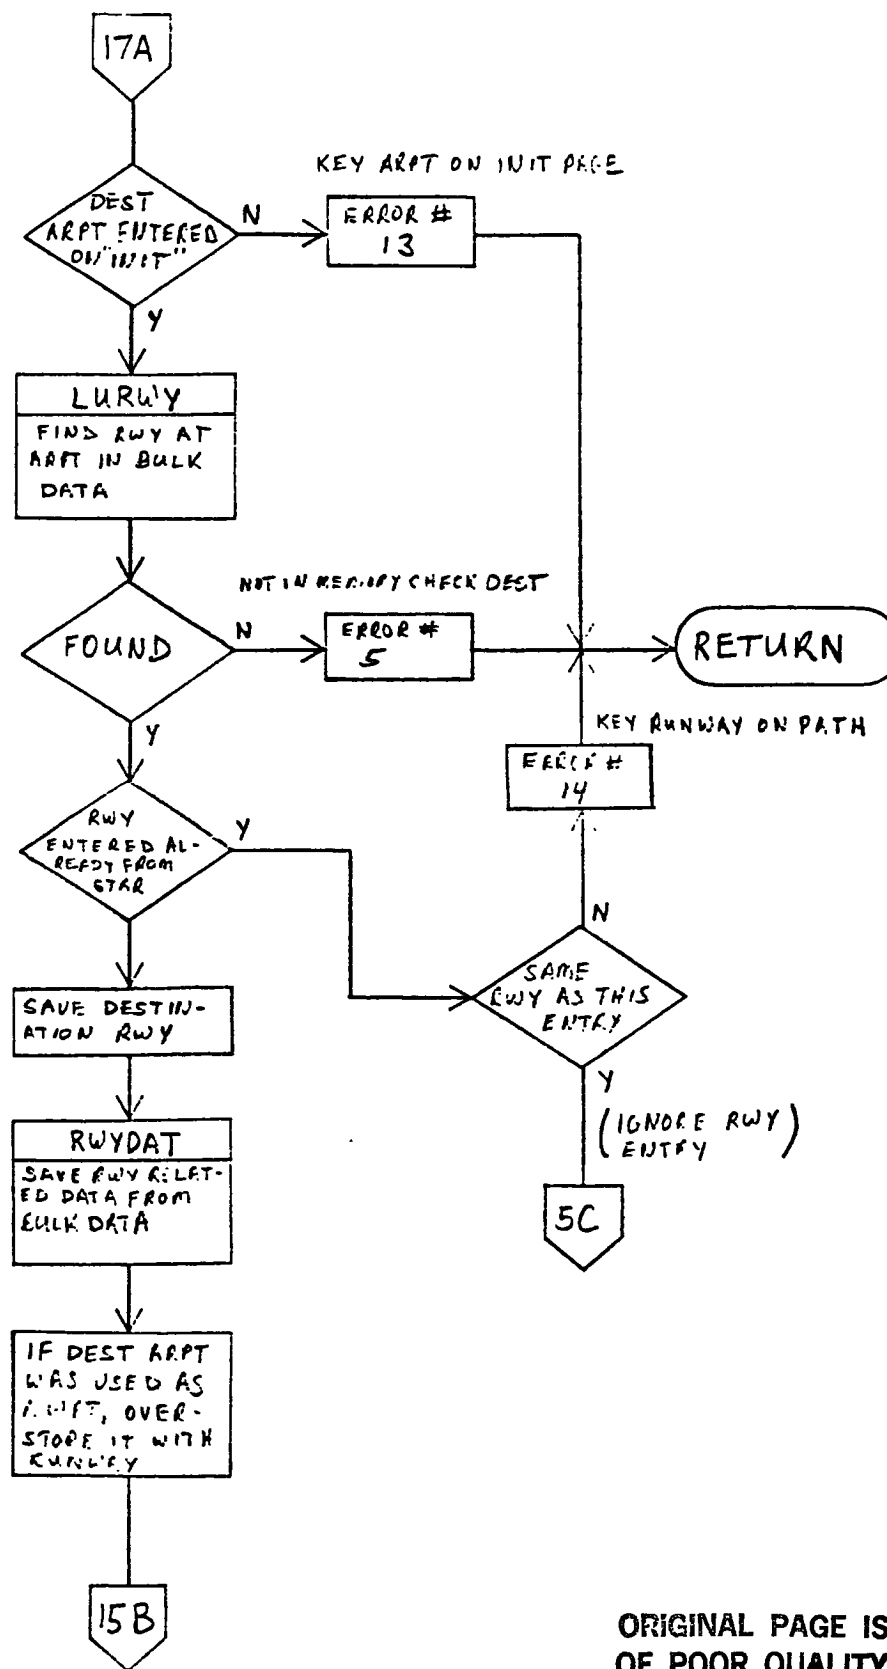 17A
KEY ARPT ON INIT PAGE
DEST
ARPT ENTERED
ON "INIT"
N
ERROR #
13
Y
LURWY
FIND RWY AT
ARPT IN BULK
DATA
NOT IN MEMORY CHECK DEST
FOUND
N
ERROR #
5
RETURN
Y
KEY RUNWAY ON PATH
ERROR #
14
RWY
ENTERED AL-
READY FROM
STAR
Y
N
SAME
RWY AS THIS
ENTRY
SAVE DESTIN-
ATION RWY
Y
(IGNORE RWY
ENTRY)
RWYDAT
SAVE RWY RELAT-
ED DATA FROM
BULK DATA
5C
IF DEST ARPT
WAS USED AS
A WPT, OVER-
STORE IT WITH
RUNWAY
15B
ORIGINAL PAGE IS
OF POOR QUALITY